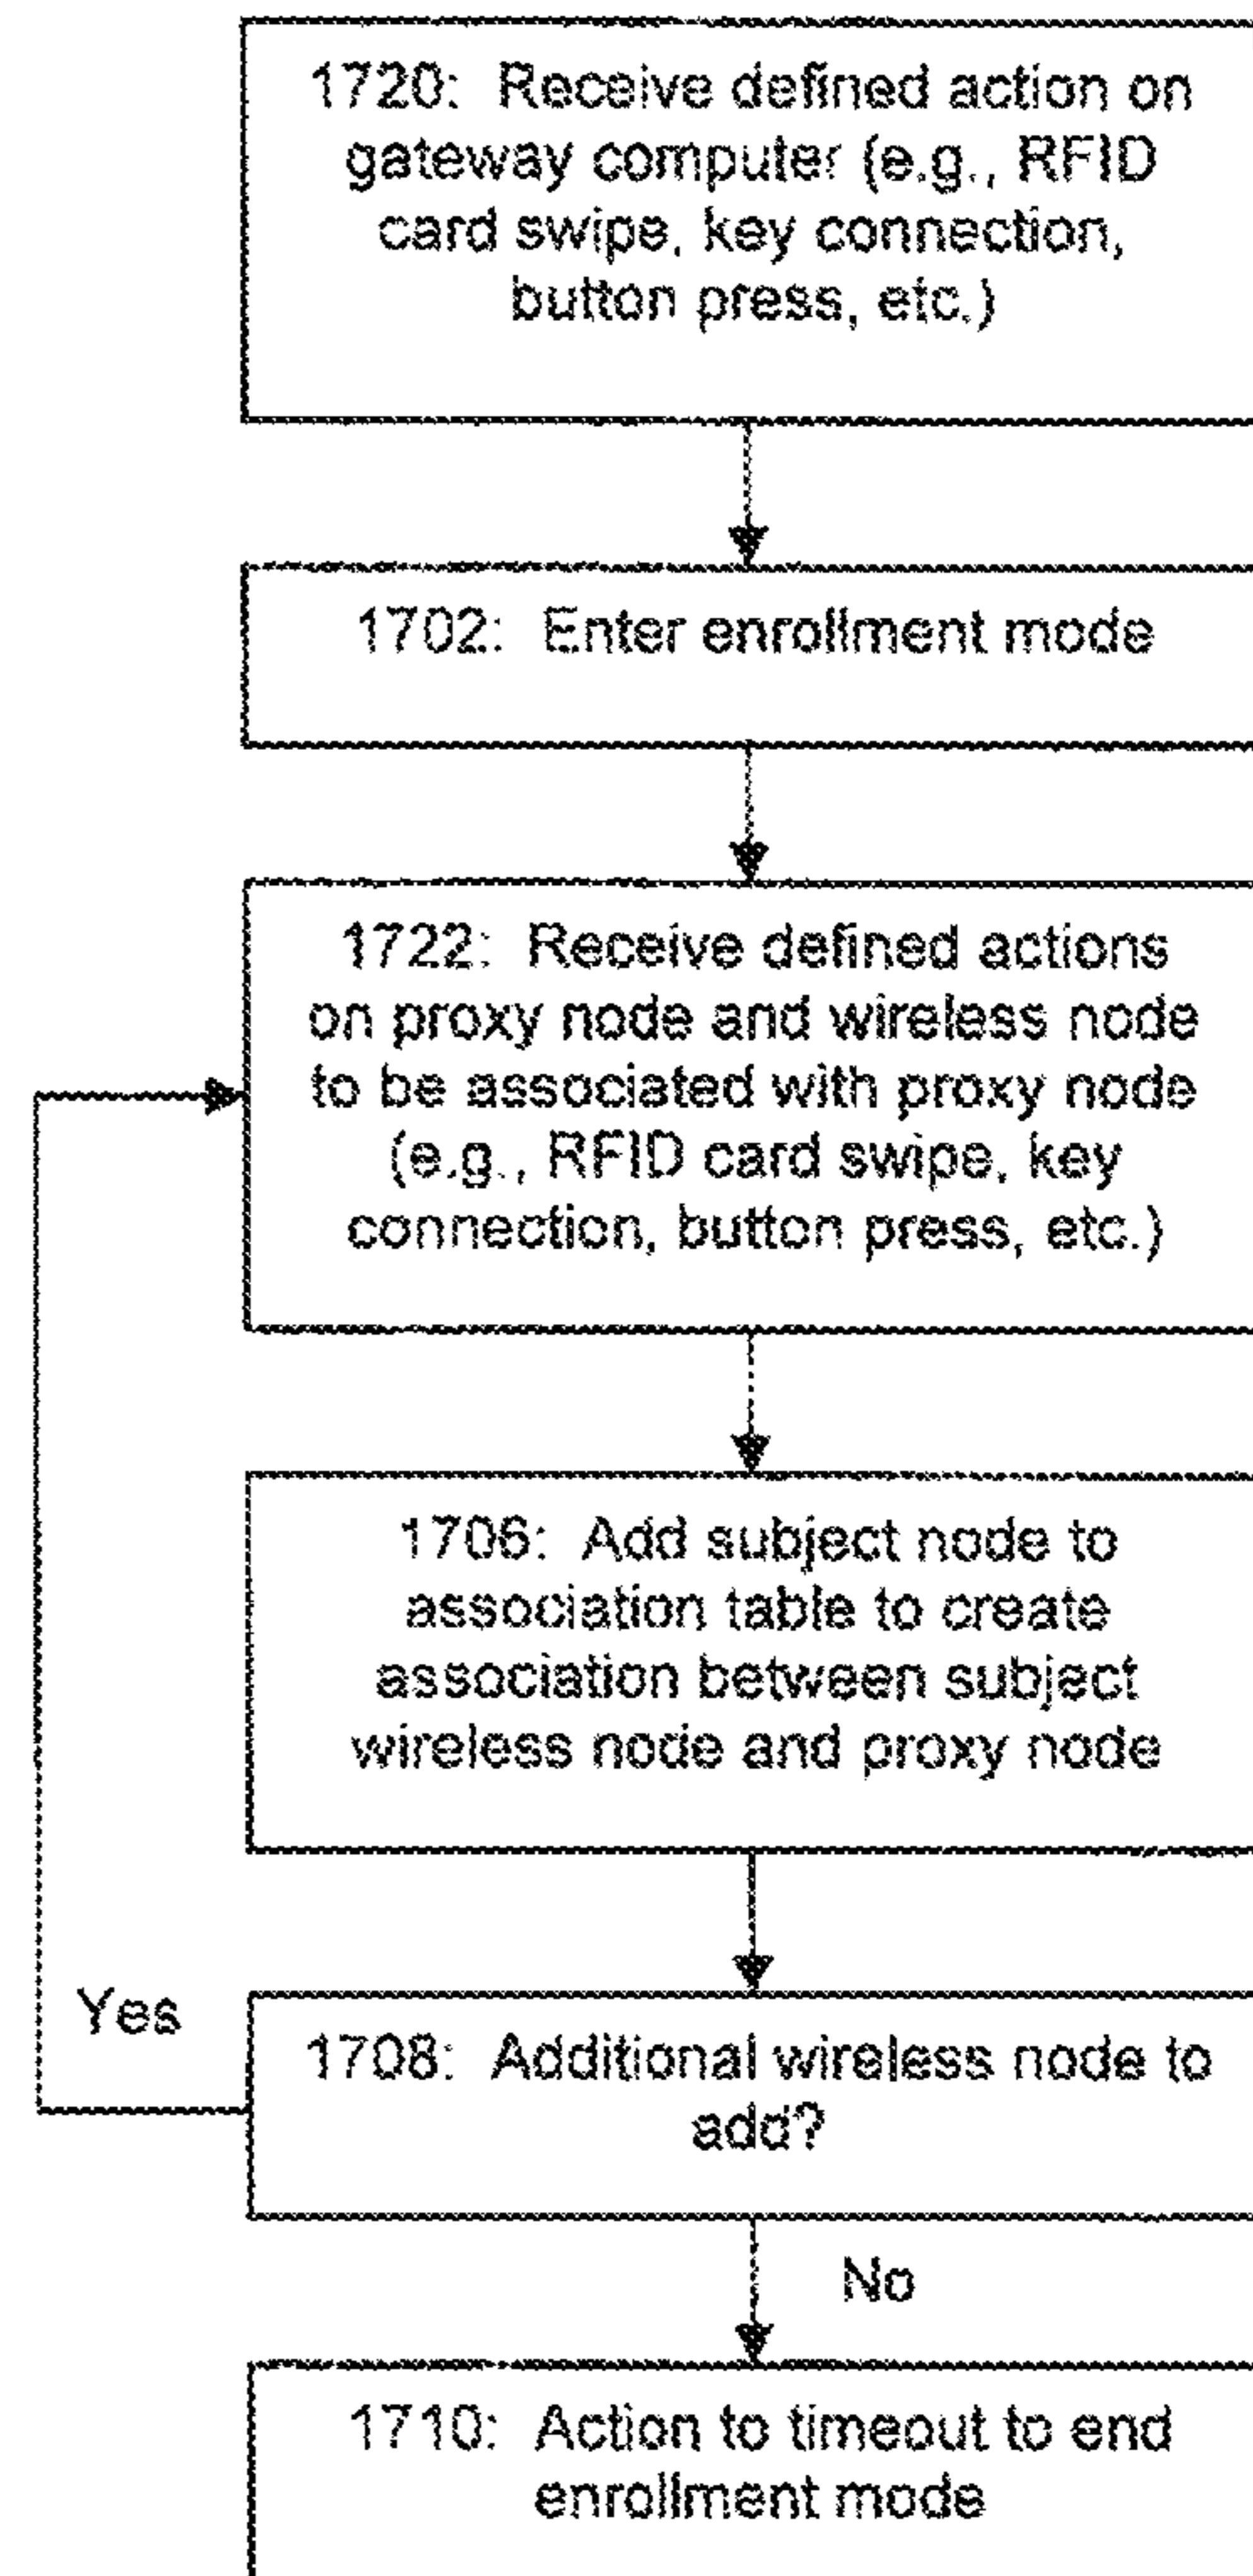 1720: Receive defined action on
gateway computer (e.g., RFID
card swipe, key connection,
button press, etc.)
1702: Enter enrollment mode
1722: Receive defined actions
on proxy node and wireless node
to be associated with proxy node
(e.g., RFID card swipe, key
connection, button press, etc.)
1706: Add subject node to
association table to create
association between subject
wireless node and proxy node
Yes
1708: Additional wireless node to
add?
No
1710: Action to timeout to end
enrollment mode